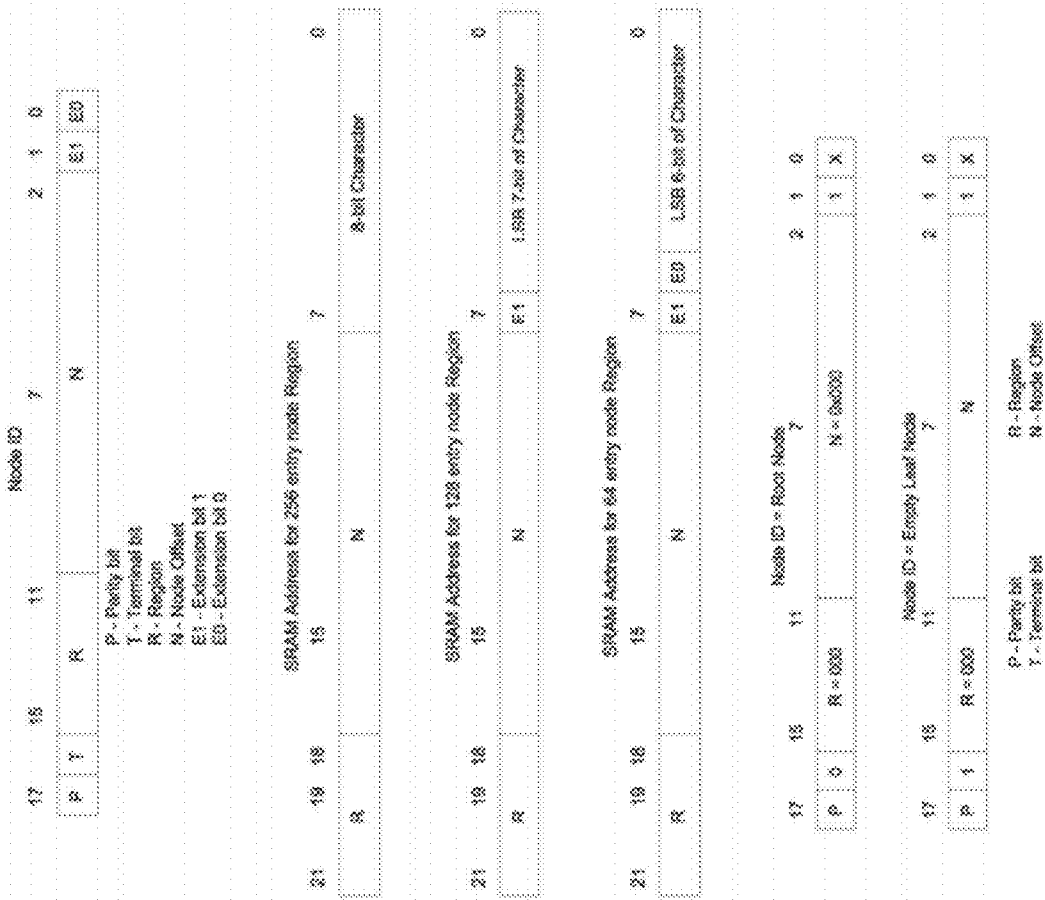 Node ID
17 15 11 7 2 1 0
P T R N E1 E0
P - Parity bit
T - Terminal bit
R - Region
N - Node Offset
E1 - Extension bit 1
E0 - Extension bit 0
SRAM Address for 256 entry node Region
21 19 18 15 7 0
R N 8-bit Character
SRAM Address for 128 entry node Region
21 19 18 15 7 0
R N E1 LSB 7-bit of Character
SRAM Address for 64 entry node Region
21 19 18 15 7 0
R N E1 E0 LSB 6-bit of Character
Node ID = Root Node
17 15 11 7 2 1 0
P 0 R = 000 N = 0x000 1 X
Node ID = Empty Leaf Node
17 15 11 7 2 1 0
P 1 R = 000 N 1 X
P - Parity bit R - Region
T - Terminal bit N - Node Offset